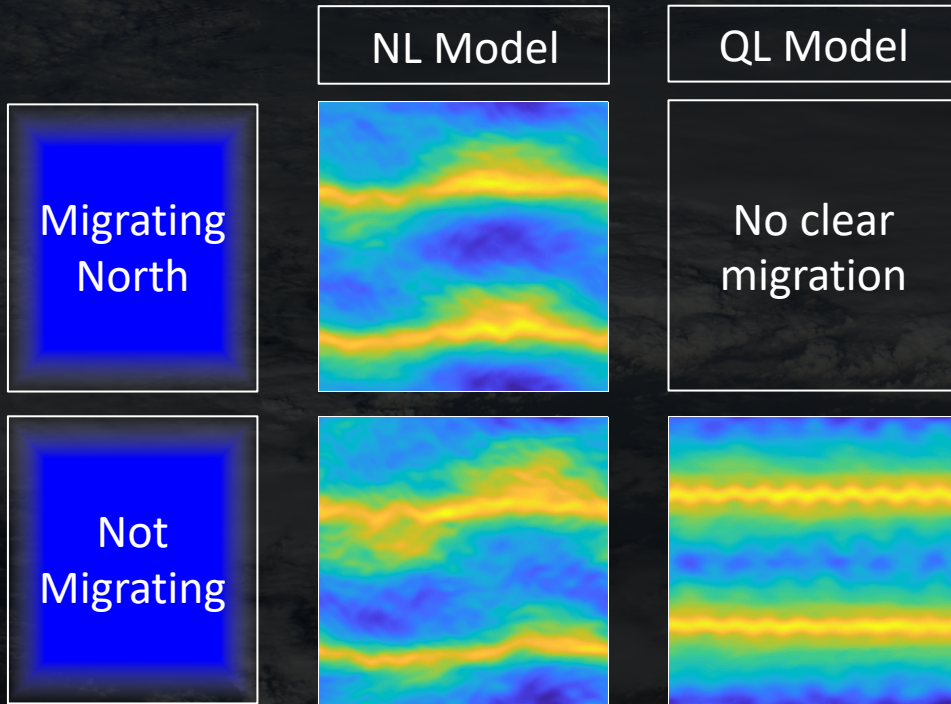 NL Model
QL Model
Migrating
North
No clear
migration
Not
Migrating